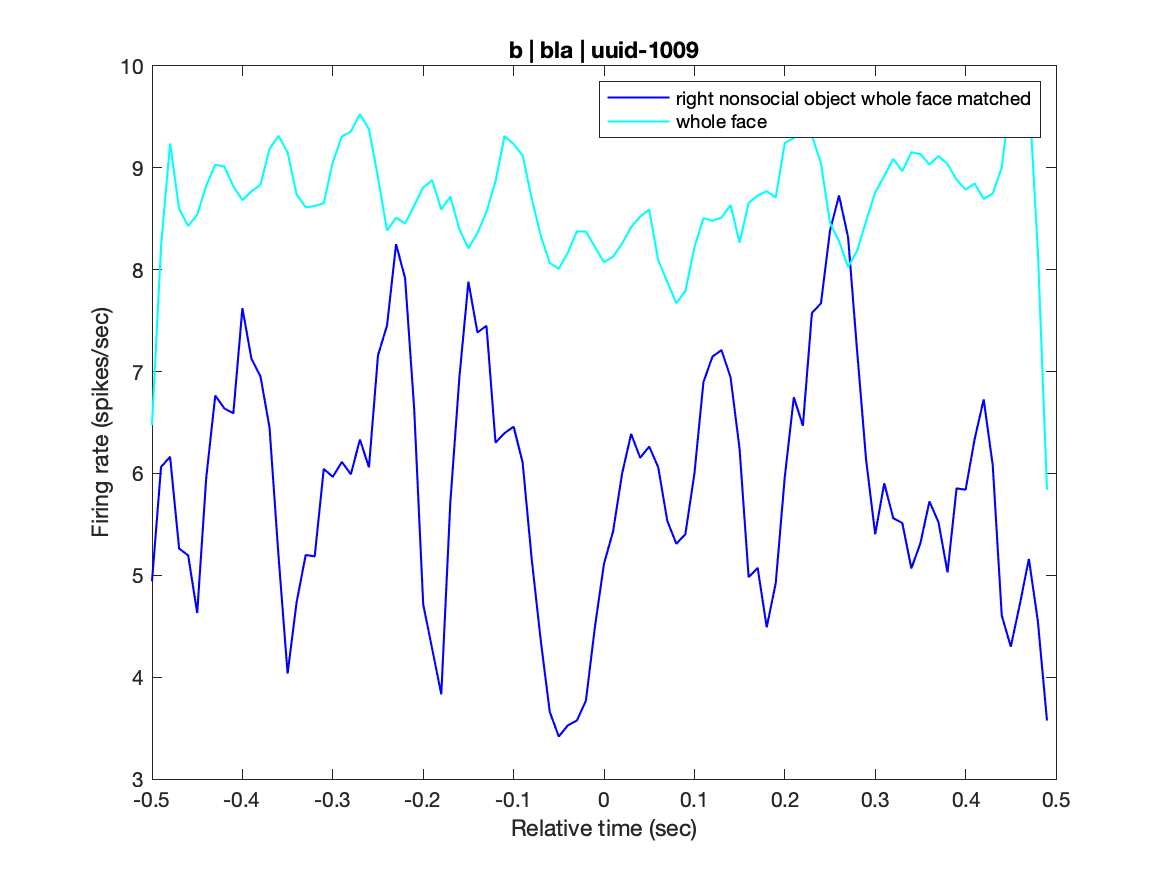 b | bla | uuid-1009
right nonsocial object whole face matched
whole face
Firing rate (spikes/sec)
10
9
8
7
6
5
4
3
-0.5 -0.4 -0.3 -0.2 -0.1 0 0.1 0.2 0.3 0.4 0.5
Relative time (sec)